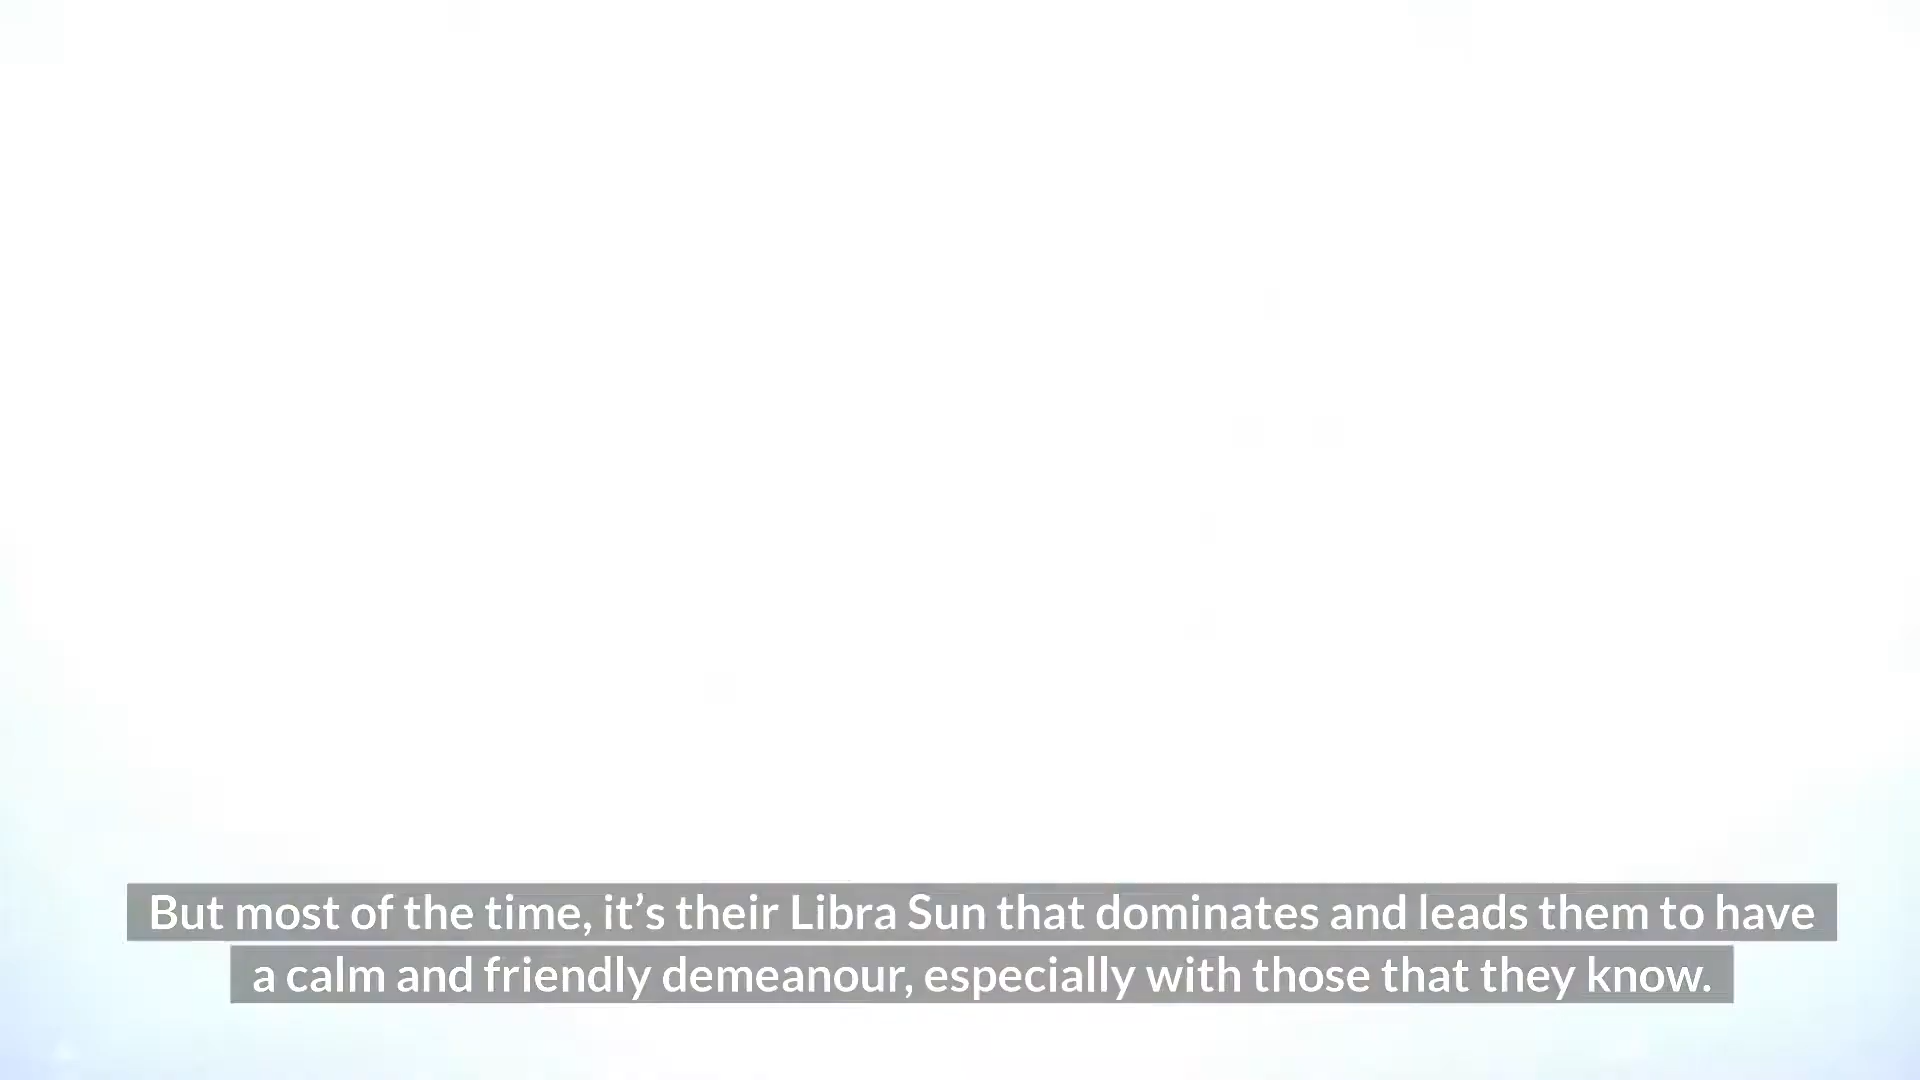 But most of the time, it’s their Libra Sun that dominates and leads them to have
a calm and friendly demeanour, especially with those that they know.